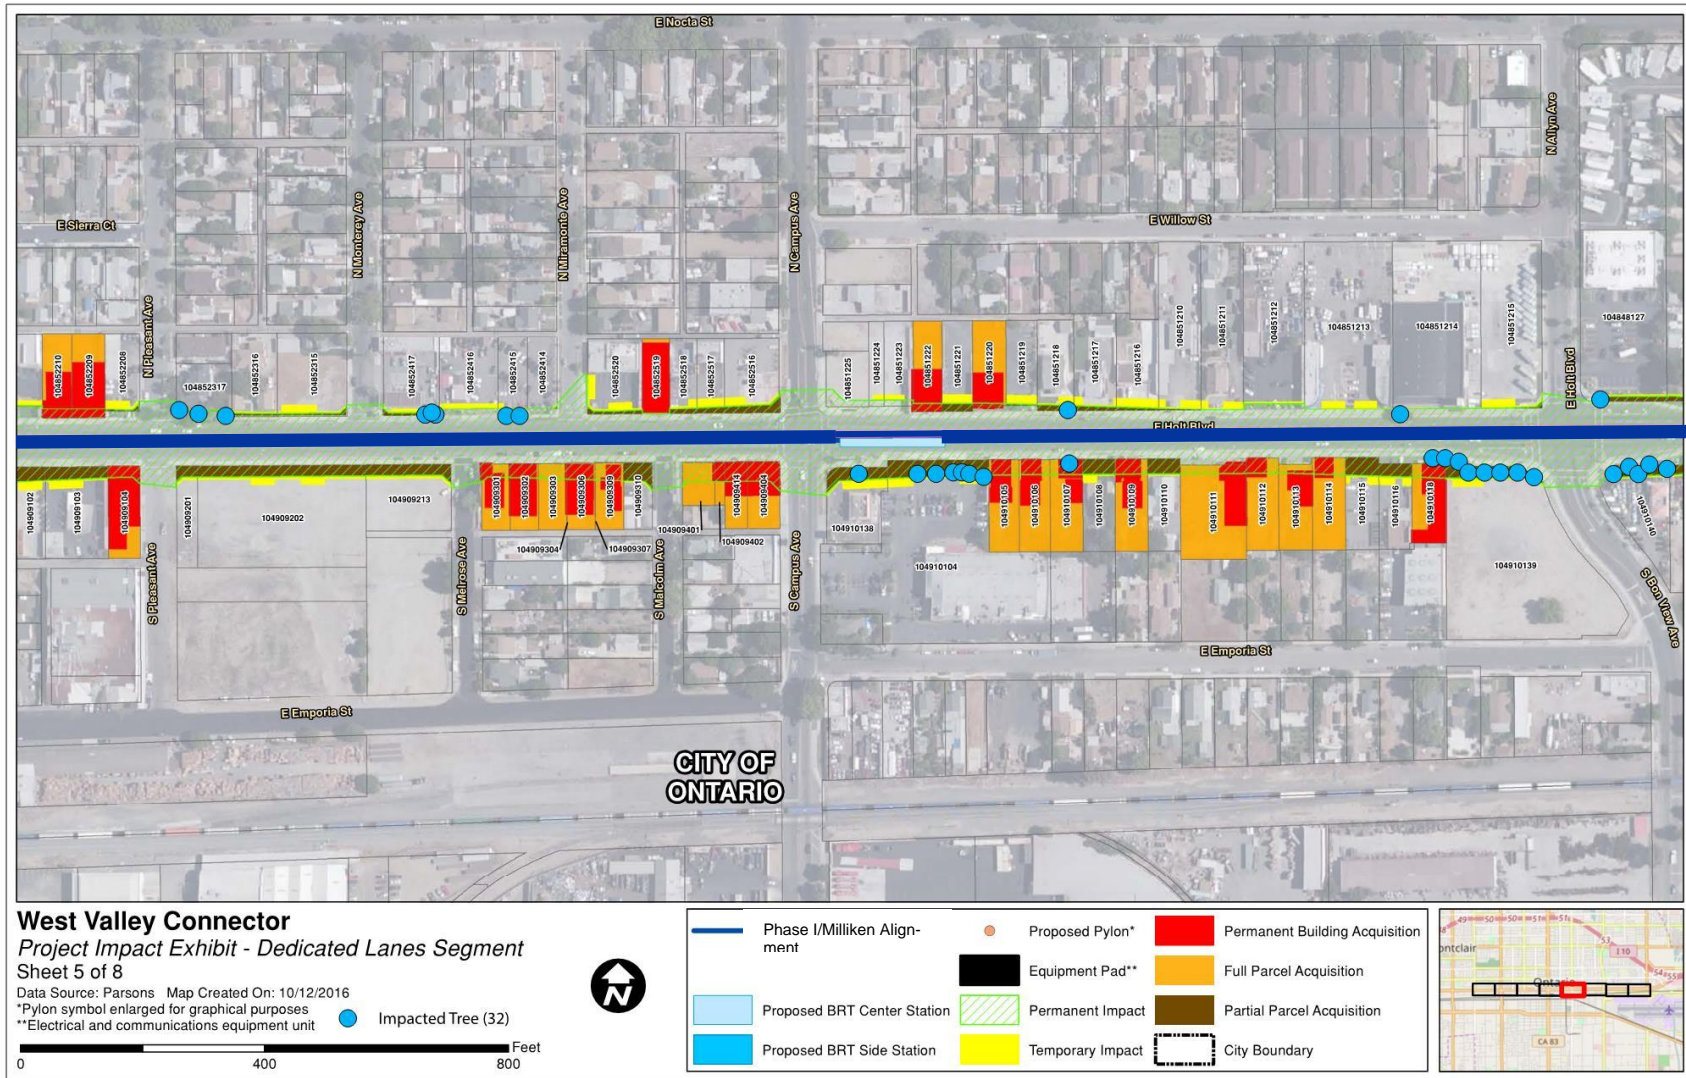 E Nocta St
N Allyn Ave
E Sierra Ct
N Monterey Ave
N Miramonte Ave
N Campus Ave
E Willow St
N Pleasant Ave
E Holt Blvd
104852210
104852209
104852208
104852317
104852316
104852315
104852417
104852416
104852415
104852414
104852520
104852519
104852518
104852517
104852516
104851225
104851224
104851223
104851222
104851221
104851220
104851219
104851218
104851217
104851216
104851210
104851211
104851212
104851213
104851214
104851215
104848127
E Holt Blvd
104909102
104909103
104909104
104909201
104909202
104909213
104909301
104909302
104909303
104909306
104909309
104909310
104909304
104909307
104909401
104909402
104909414
104909404
104910138
104910104
104910105
104910106
104910107
104910108
104910109
104910110
104910111
104910112
104910113
104910114
104910115
104910116
104910118
104910139
104910140
S Pleasant Ave
S Melrose Ave
S Malcolm Ave
S Campus Ave
S Bon View Ave
E Emporia St
E Emporia St
CITY OF
ONTARIO
West Valley Connector
Project Impact Exhibit - Dedicated Lanes Segment
Sheet 5 of 8
Data Source: Parsons Map Created On: 10/12/2016
*Pylon symbol enlarged for graphical purposes
**Electrical and communications equipment unit
Impacted Tree (32)
0 400 800 Feet
N
Phase I/Milliken Align-
ment
Proposed BRT Center Station
Proposed BRT Side Station
Proposed Pylon*
Equipment Pad**
Permanent Impact
Temporary Impact
Permanent Building Acquisition
Full Parcel Acquisition
Partial Parcel Acquisition
City Boundary
ontclair
I 10
Ontario
CA 83